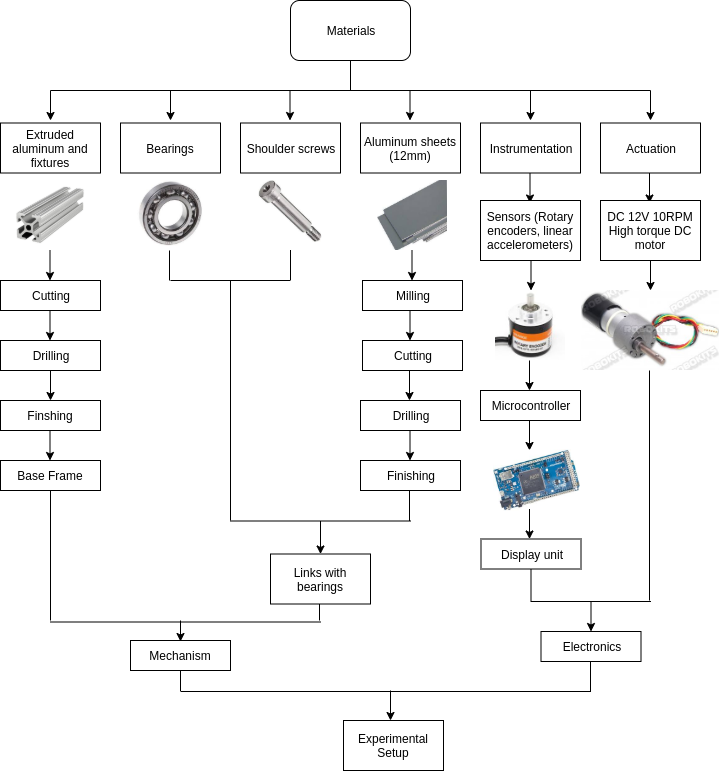 Materials
Extruded
aluminum and
fixtures
Bearings
Shoulder screws
Aluminum sheets
(12mm)
Instrumentation
Actuation
Sensors (Rotary
encoders, linear
accelerometers)
DC 12V 10RPM
High torque DC
motor
Cutting
Milling
Drilling
Cutting
Finshing
Drilling
Microcontroller
Base Frame
Finishing
Display unit
Links with
bearings
Mechanism
Electronics
Experimental
Setup